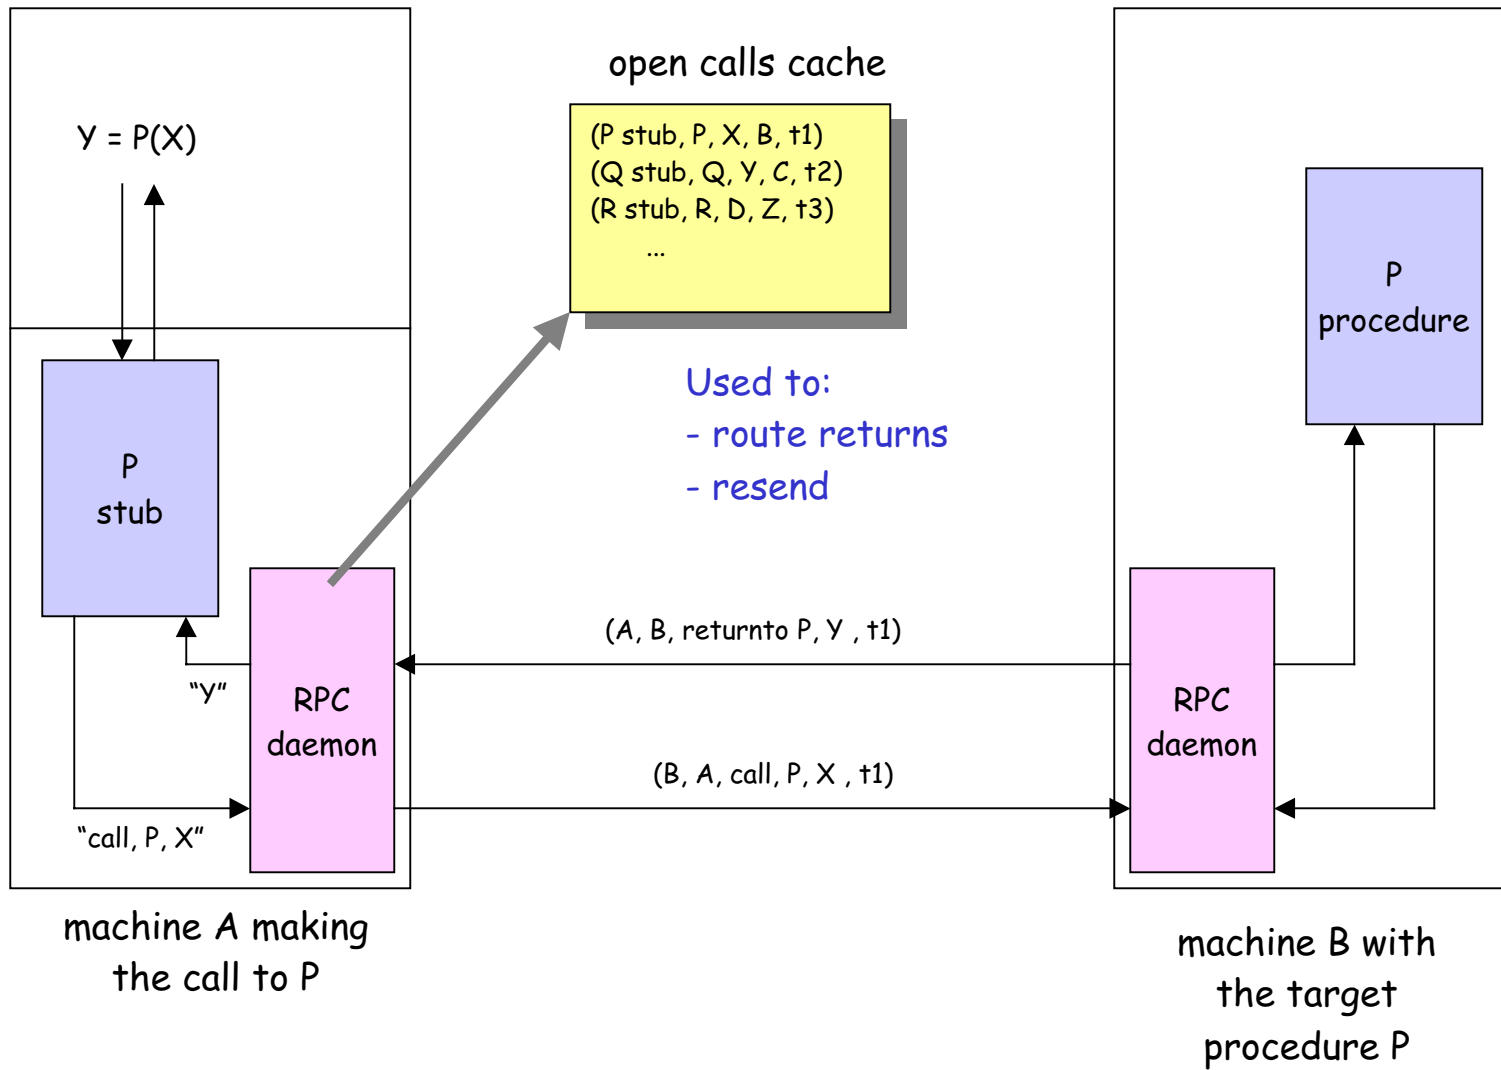 open calls cache
Y = P(X)
(P stub, P, X, B, t1)
(Q stub, Q, Y, C, t2)
(R stub, R, D, Z, t3)
...
P
procedure
Used to:
- route returns
- resend
P
stub
(A, B, returnto P, Y , t1)
“Y”
RPC
daemon
RPC
daemon
(B, A, call, P, X , t1)
“call, P, X”
machine A making
the call to P
machine B with
the target
procedure P